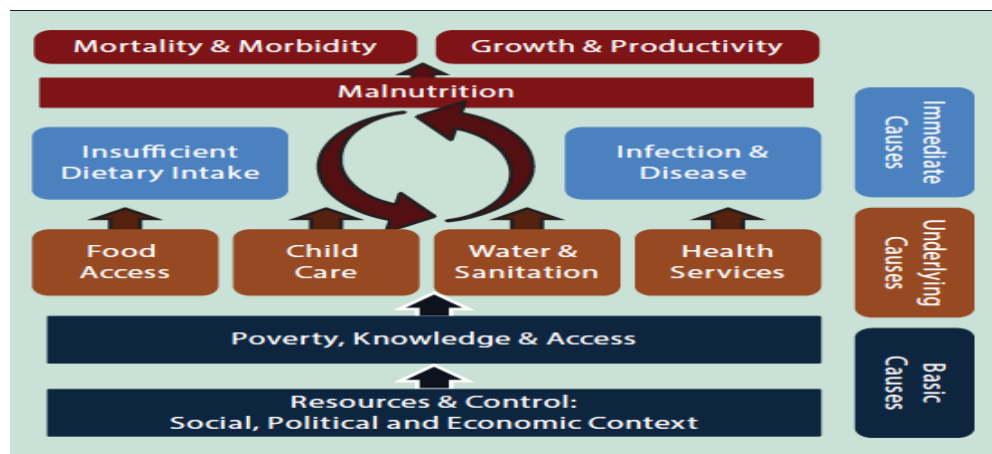 Mortality & Morbidity
Growth & Productivity
Malnutrition
Insufficient
Dietary Intake
Infection &
Disease
Immediate
Causes
Food
Access
Child
Care
Water &
Sanitation
Health
Services
Underlying
Causes
Poverty, Knowledge & Access
Resources & Control:
Social, Political and Economic Context
Basic
Causes